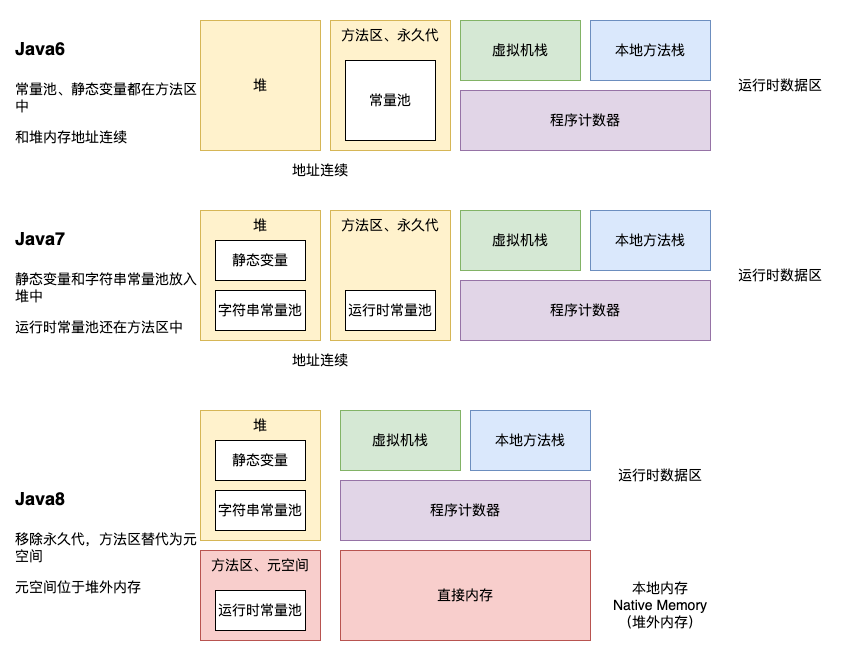 Java6
常量池、静态变量都在方法区
中
和堆内存地址连续
堆
方法区、永久代
常量池
虚拟机栈
本地方法栈
程序计数器
运行时数据区
地址连续
Java7
静态变量和字符串常量池放入
堆中
运行时常量池还在方法区中
堆
静态变量
字符串常量池
方法区、永久代
运行时常量池
虚拟机栈
本地方法栈
程序计数器
运行时数据区
地址连续
Java8
移除永久代，方法区替代为元
空间
元空间位于堆外内存
堆
静态变量
字符串常量池
虚拟机栈
本地方法栈
程序计数器
运行时数据区
方法区、元空间
运行时常量池
直接内存
本地内存
Native Memory
（堆外内存）